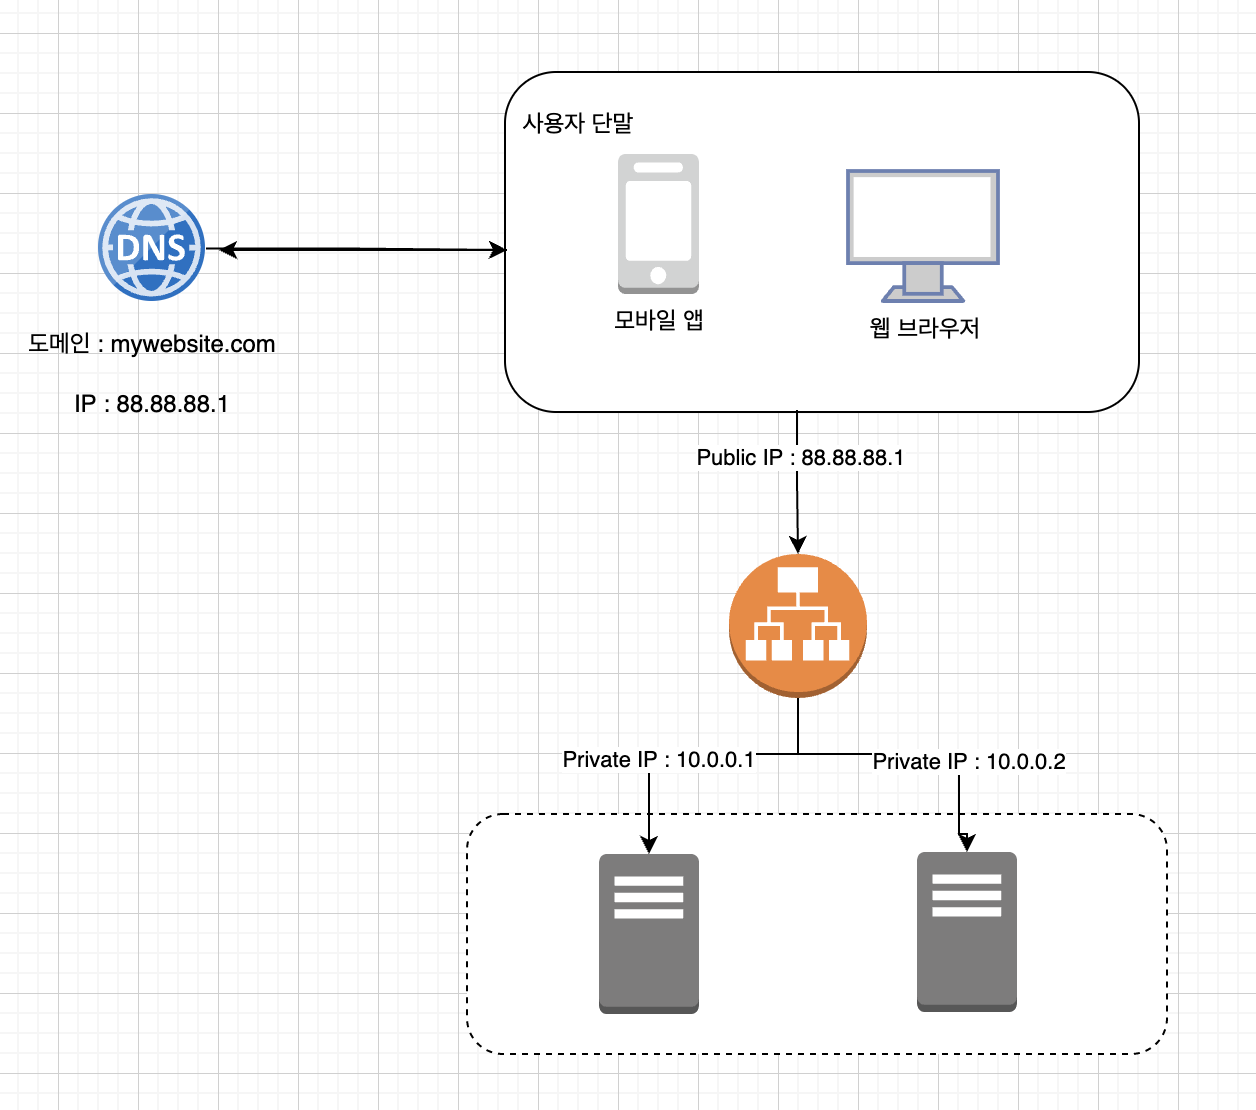 사용자 단말
DNS
모바일 앱
웹 브라우저
도메인 : mywebsite.com
IP : 88.88.88.1
Public IP : 88.88.88.1
Private IP : 10.0.0.1
Private IP : 10.0.0.2